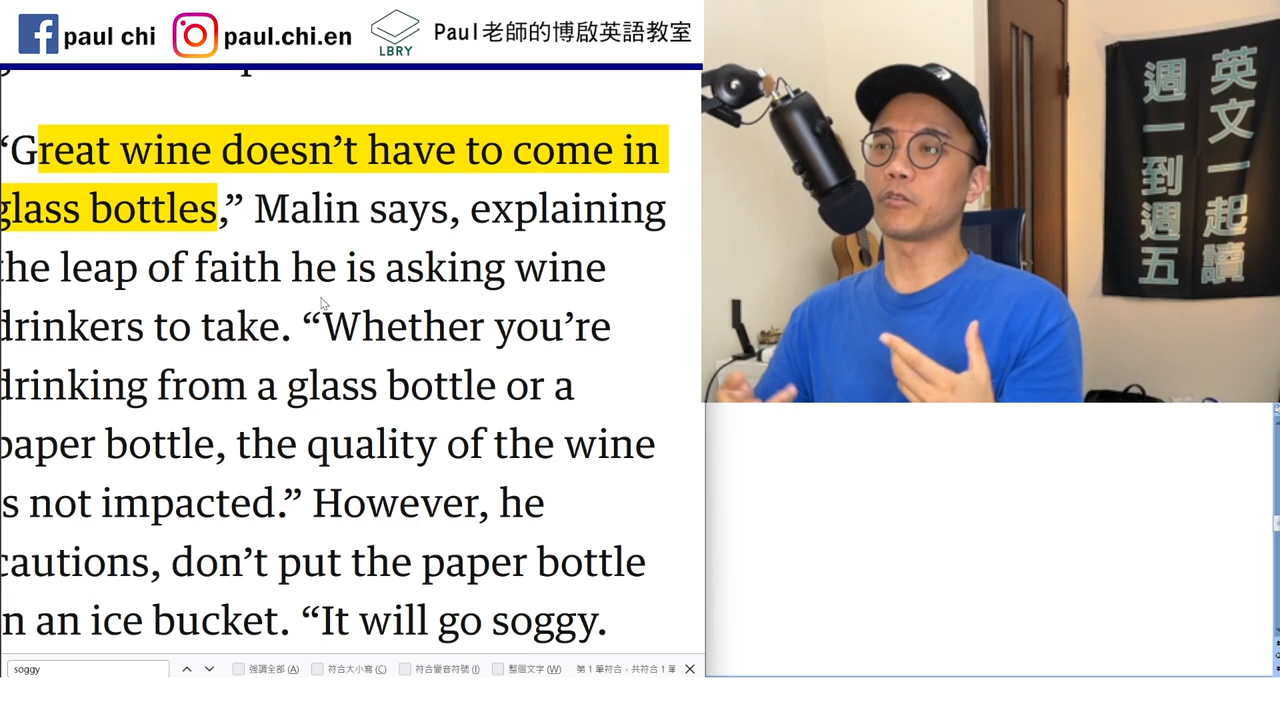 paul chi
paul.chi.en
LBRY
Paul老師的博啟英語教室
“Great wine doesn’t have to come in
glass bottles,” Malin says, explaining
the leap of faith he is asking wine
drinkers to take. “Whether you’re
drinking from a glass bottle or a
paper bottle, the quality of the wine
is not impacted.” However, he
cautions, don’t put the paper bottle
in an ice bucket. “It will go soggy.
soggy
強調全部 (A)
符合大小寫 (C)
符合變音符號 (I)
整個文字 (W)
第 1 筆符合，共符合 1 筆
英文一起讀
週一到週五